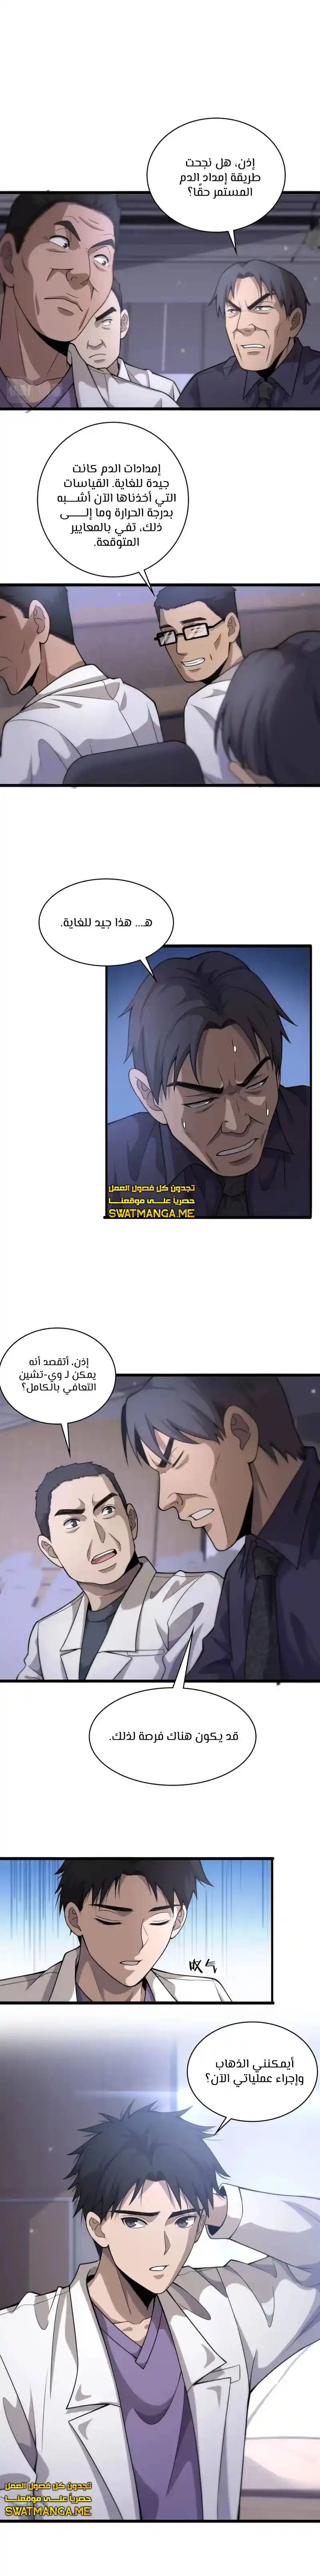 إذن، هل نجحت
طريقة إمداد الدم
المستمر حقًا؟
إمدادات الدم كانت
جيدة للغاية. القياسات
التي أخذناها الآن أشبه
بدرجة الحرارة وما إلى
ذلك، تفي بالمعايير
المتوقعة.
هـ... هذا جيد للغاية.
تجدون كل فصول العمل
حصرياً على موقعنا
SWATMANGA.ME
إذن، أتقصد أنه
يمكن لـ وي-تشين
التعافي بالكامل؟
قد يكون هناك فرصة لذلك.
叹气
أيمكنني الذهاب
وإجراء عملياتي الآن؟
تجدون كل فصول العمل
حصرياً على موقعنا
SWATMANGA.ME